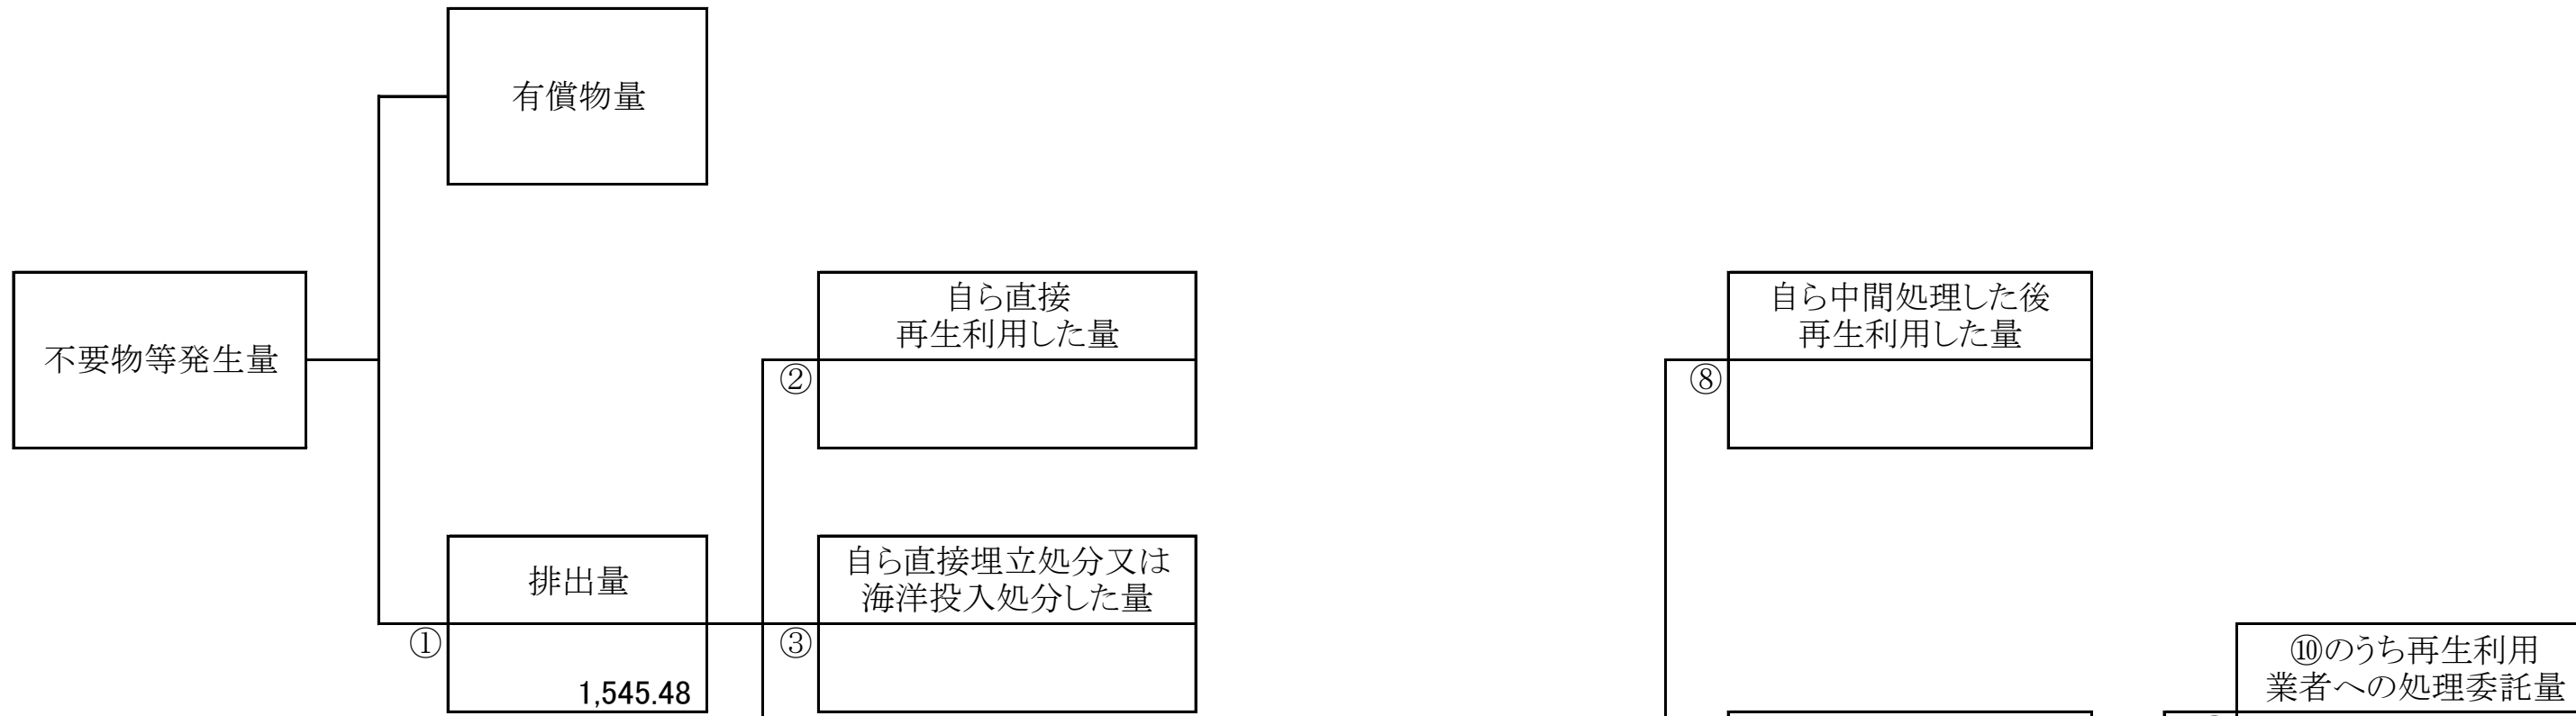 有償物量
自ら直接
再生利用した量
自ら中間処理した後
再生利用した量
不要物等発生量
②
⑧
自ら直接埋立処分又は
海洋投入処分した量
排出量
①
③
⑩のうち再生利用
業者への処理委託量
1,545.48